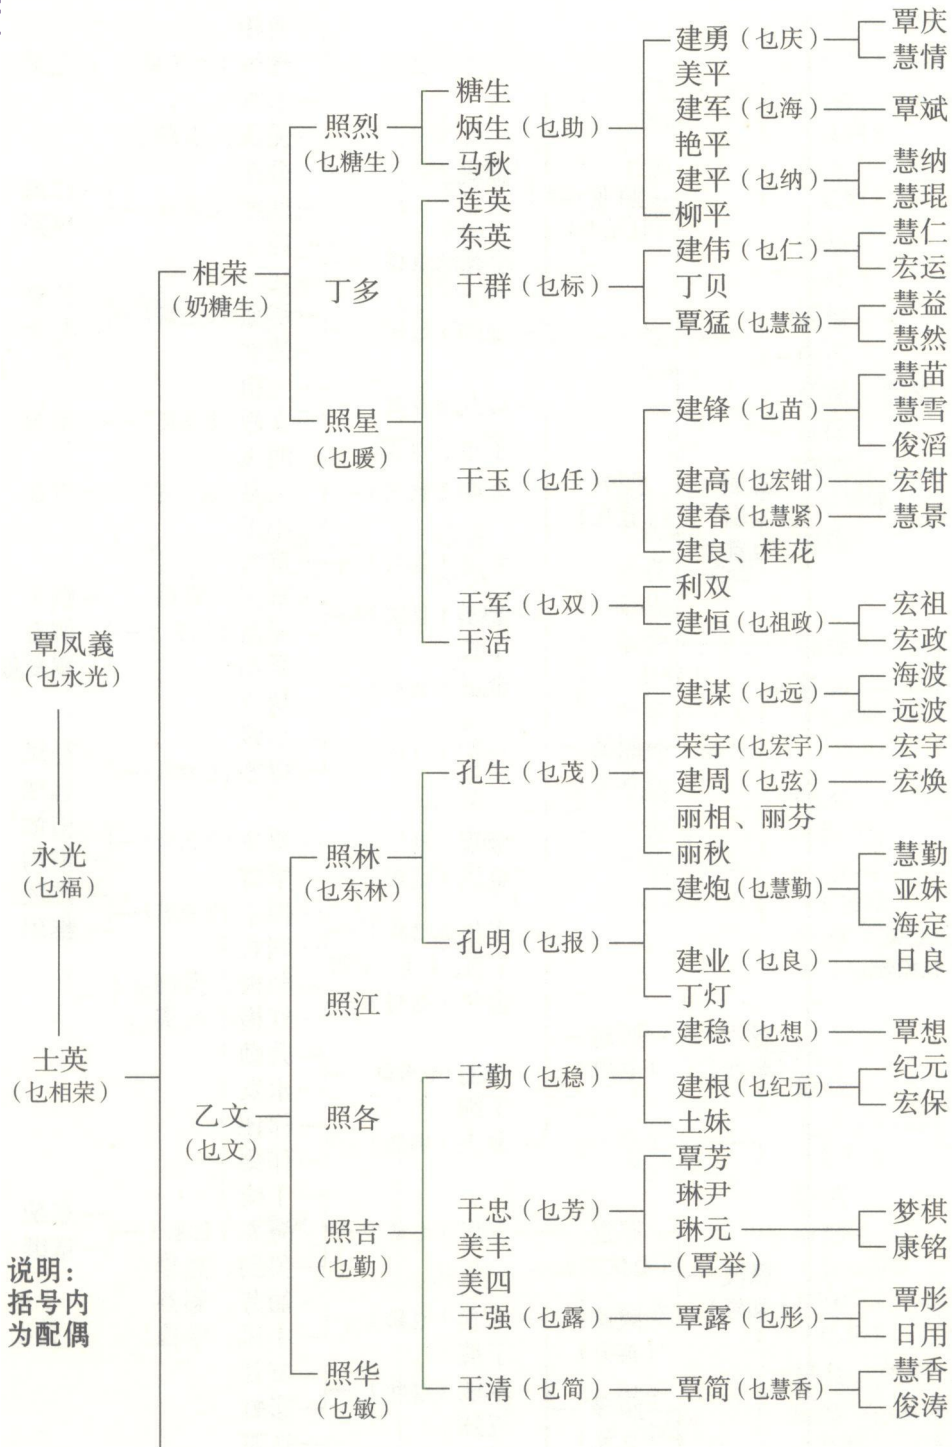 覃凤義
(乜永光)
永光
(乜福)
士英
(乜相荣)
说明：
括号内
为配偶
相荣
(奶糖生)
乙文
(乜文)
照烈
(乜糖生)
丁多
照星
(乜暖)
照林
(乜东林)
照江
照各
照吉
(乜勤)
照华
(乜敏)
糖生
炳生（乜助）
马秋
连英
东英
干群（乜标）
干玉（乜任）
干军（乜双）
干活
孔生（乜茂）
孔明（乜报）
干勤（乜稳）
干忠（乜芳）
美丰
美四
干强（乜露）
干清（乜简）
建勇（乜庆）
美平
建军（乜海）
艳平
建平（乜纳）
柳平
建伟（乜仁）
丁贝
覃猛(乜慧益)
建锋（乜苗）
建高(乜宏钳)
建春(乜慧紧)
建良、桂花
利双
建恒(乜祖政)
建谋（乜远）
荣宇(乜宏宇)
建周（乜弦）
丽相、丽芬
丽秋
建炮(乜慧勤)
建业（乜良）
丁灯
建稳（乜想）
建根(乜纪元)
土妹
覃芳
琳尹
琳元
(覃举)
覃露（乜彤）
覃简(乜慧香)
覃庆
慧情
覃斌
慧纳
慧琨
慧仁
宏运
慧益
慧然
慧苗
慧雪
俊滔
宏钳
慧景
宏祖
宏政
海波
远波
宏宇
宏焕
慧勤
亚妹
海定
日良
覃想
纪元
宏保
梦棋
康铭
覃彤
日用
慧香
俊涛